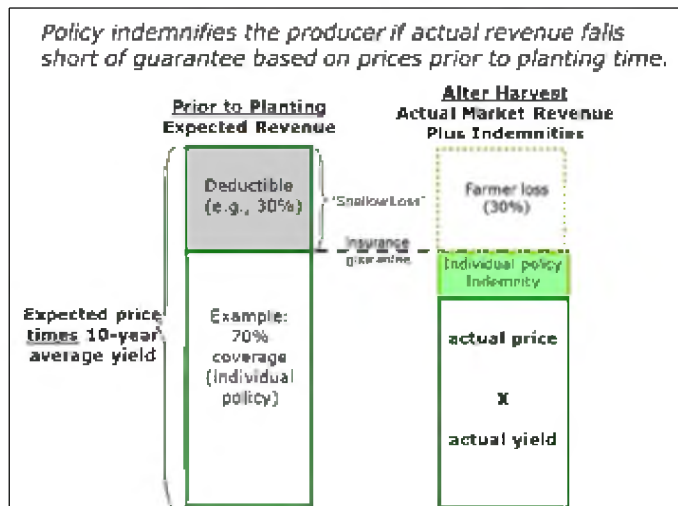 Policy indemnifies the producer if actual revenue falls
short of guarantee based on prices prior to planting time.
Prior to Planting
Expected Revenue
After Harvest
Actual Market Revenue
Plus Indemnities
Deductible
(e.g., 30%)
"Shallow Loss"
Farmer loss
(30%)
Insurance
guarantee
Individual policy
Indemnity
Expected price
times 10-year
average yield
Example:
70%
coverage
(individual
policy)
actual price
X
actual yield